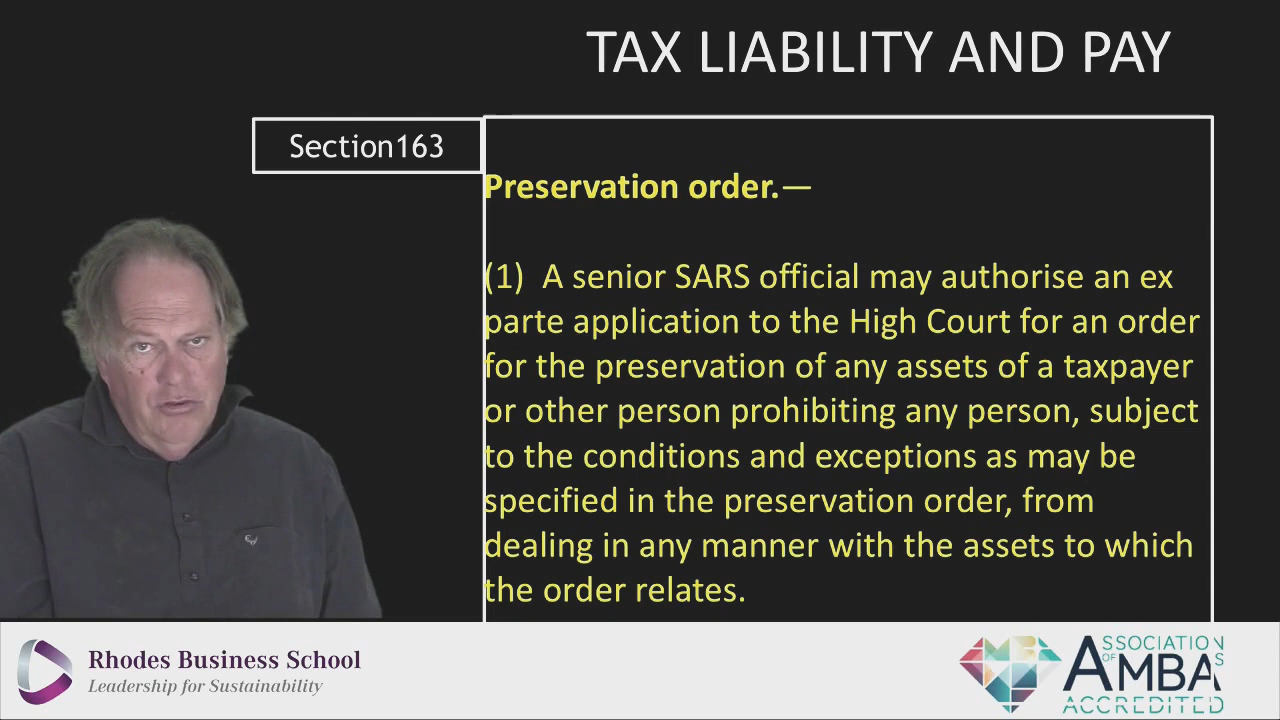 TAX LIABILITY AND PAY
Section163
Preservation order.—
(1) A senior SARS official may authorise an ex
parte application to the High Court for an order
for the preservation of any assets of a taxpayer
or other person prohibiting any person, subject
to the conditions and exceptions as may be
specified in the preservation order, from
dealing in any manner with the assets to which
the order relates.
Rhodes Business School
Leadership for Sustainability
ASSOCIATION
OF
AMBAS
ACCREDITED